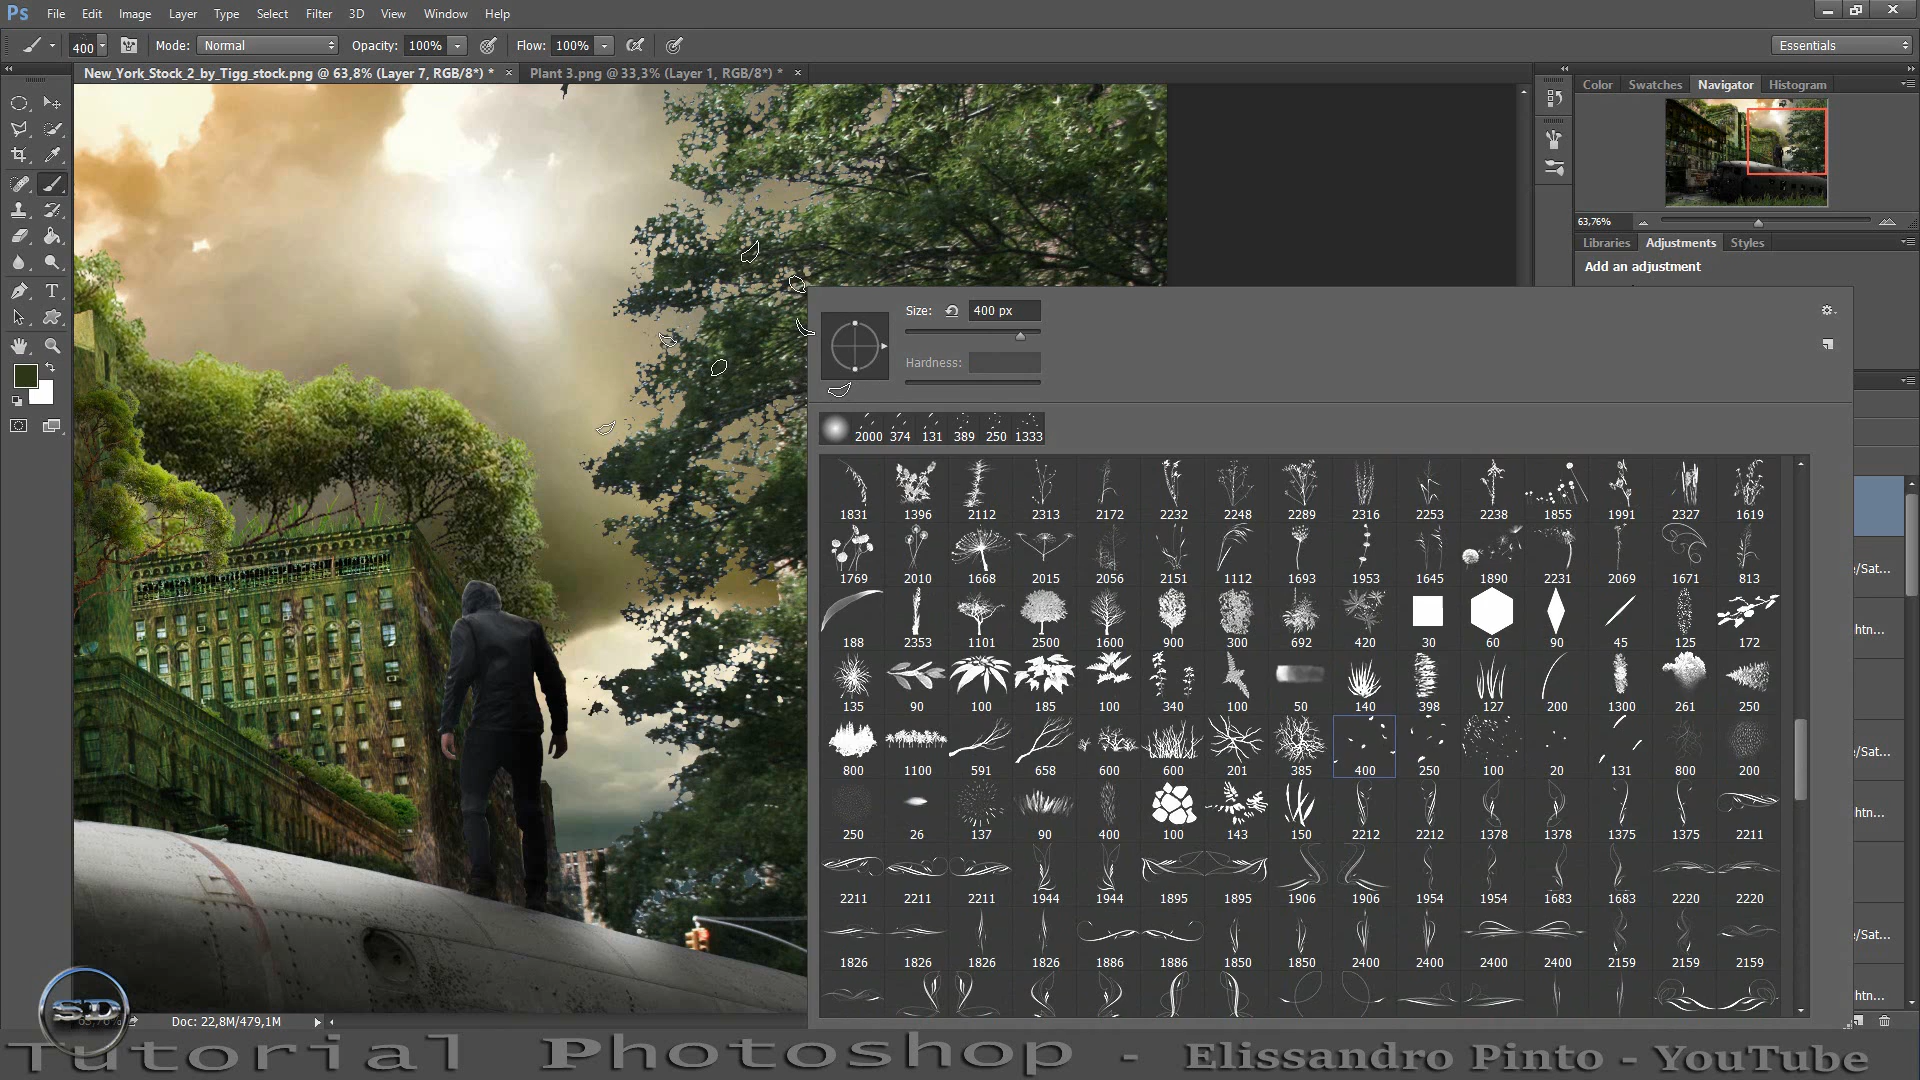 Ps File Edit Image Layer Type Select Filter 3D View Window Help
400 Mode: Normal Opacity: 100% Flow: 100% Essentials
New_York_Stock_2_by_Tigg_stock.png @ 63,8% (Layer 7, RGB/8*) * × Plant 3.png @ 33,3% (Layer 1, RGB/8*) * ×
Color Swatches Navigator Histogram
63,76%
Libraries Adjustments Styles
Add an adjustment
Size: 400 px
Hardness:
2000 374 131 389 250 1333
1831 1396 2112 2313 2172 2232 2248 2289 2316 2253 2238 1855 1991 2327 1619
1769 2010 1668 2015 2056 2151 1112 1693 1953 1645 1890 2231 2069 1671 813
188 2353 1101 2500 1600 900 300 692 420 30 60 90 45 125 172
135 90 100 185 100 340 100 50 140 398 127 200 1300 261 250
800 1100 591 658 600 600 201 385 400 250 100 20 131 800 200
250 26 137 90 400 100 143 150 2212 2212 1378 1378 1375 1375 2211
2211 2211 2211 1944 1944 1895 1895 1906 1906 1954 1954 1683 1683 2220 2220
1826 1826 1826 1826 1886 1886 1850 1850 2400 2400 2400 2400 2159 2159 2159
e/Sat...
htn...
e/Sat...
htn...
e/Sat...
htn...
SD
63,76% Doc: 22,8M/479,1M
Tutorial Photoshop - Elissandro Pinto - YouTube